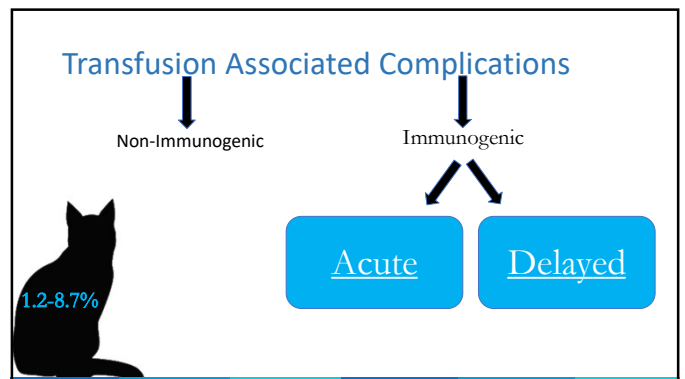 Transfusion Associated Complications
Non-Immunogenic
Immunogenic
Acute
Delayed
1.2-8.7%